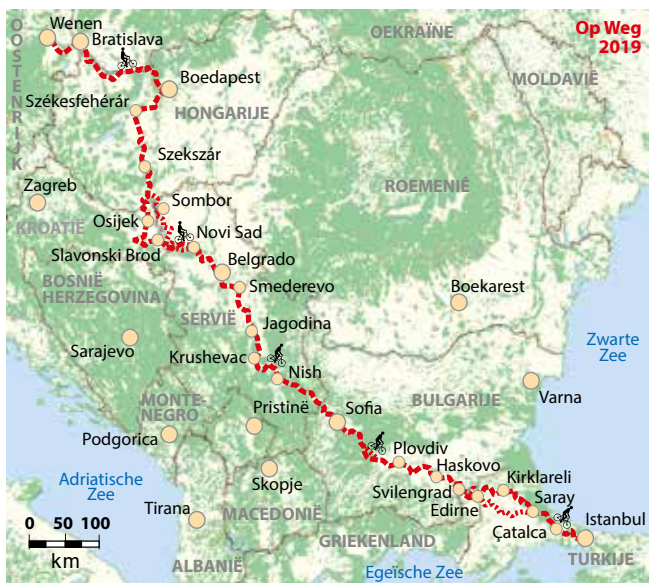 Op Weg
2019
OOSTENRIJK
Wenen
Bratislava
OEKRAÏNE
MOLDAVIË
Boedapest
Székesfehérár
HONGARIJE
Szekszár
Zagreb
ROEMENIË
Sombor
KROATIË
Osijek
Novi Sad
Slavonski Brod
Belgrado
BOSNIË
HERZEGOVINA
Smederevo
Boekarest
SERVIË
Jagodina
Sarajevo
Krushevac
Zwarte
Zee
Nish
MONTE-
NEGRO
Pristinë
Sofia
BULGARIJE
Varna
Podgorica
Plovdiv
Haskovo
Adriatische
Zee
Skopje
Svilengrad
Kirklareli
Edirne
Saray
Tirana
MACEDONIË
Çatalca
Istanbul
0 50 100
km
GRIEKENLAND
ALBANIË
Egeïsche Zee
TURKIJE